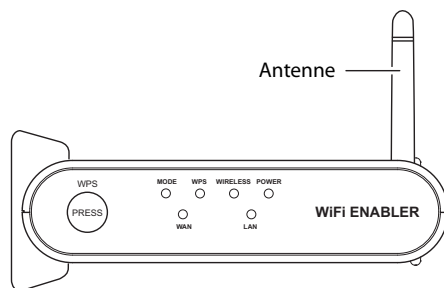 Antenne
WPS
PRESS
MODE WPS WIRELESS POWER
WAN LAN
WiFi ENABLER